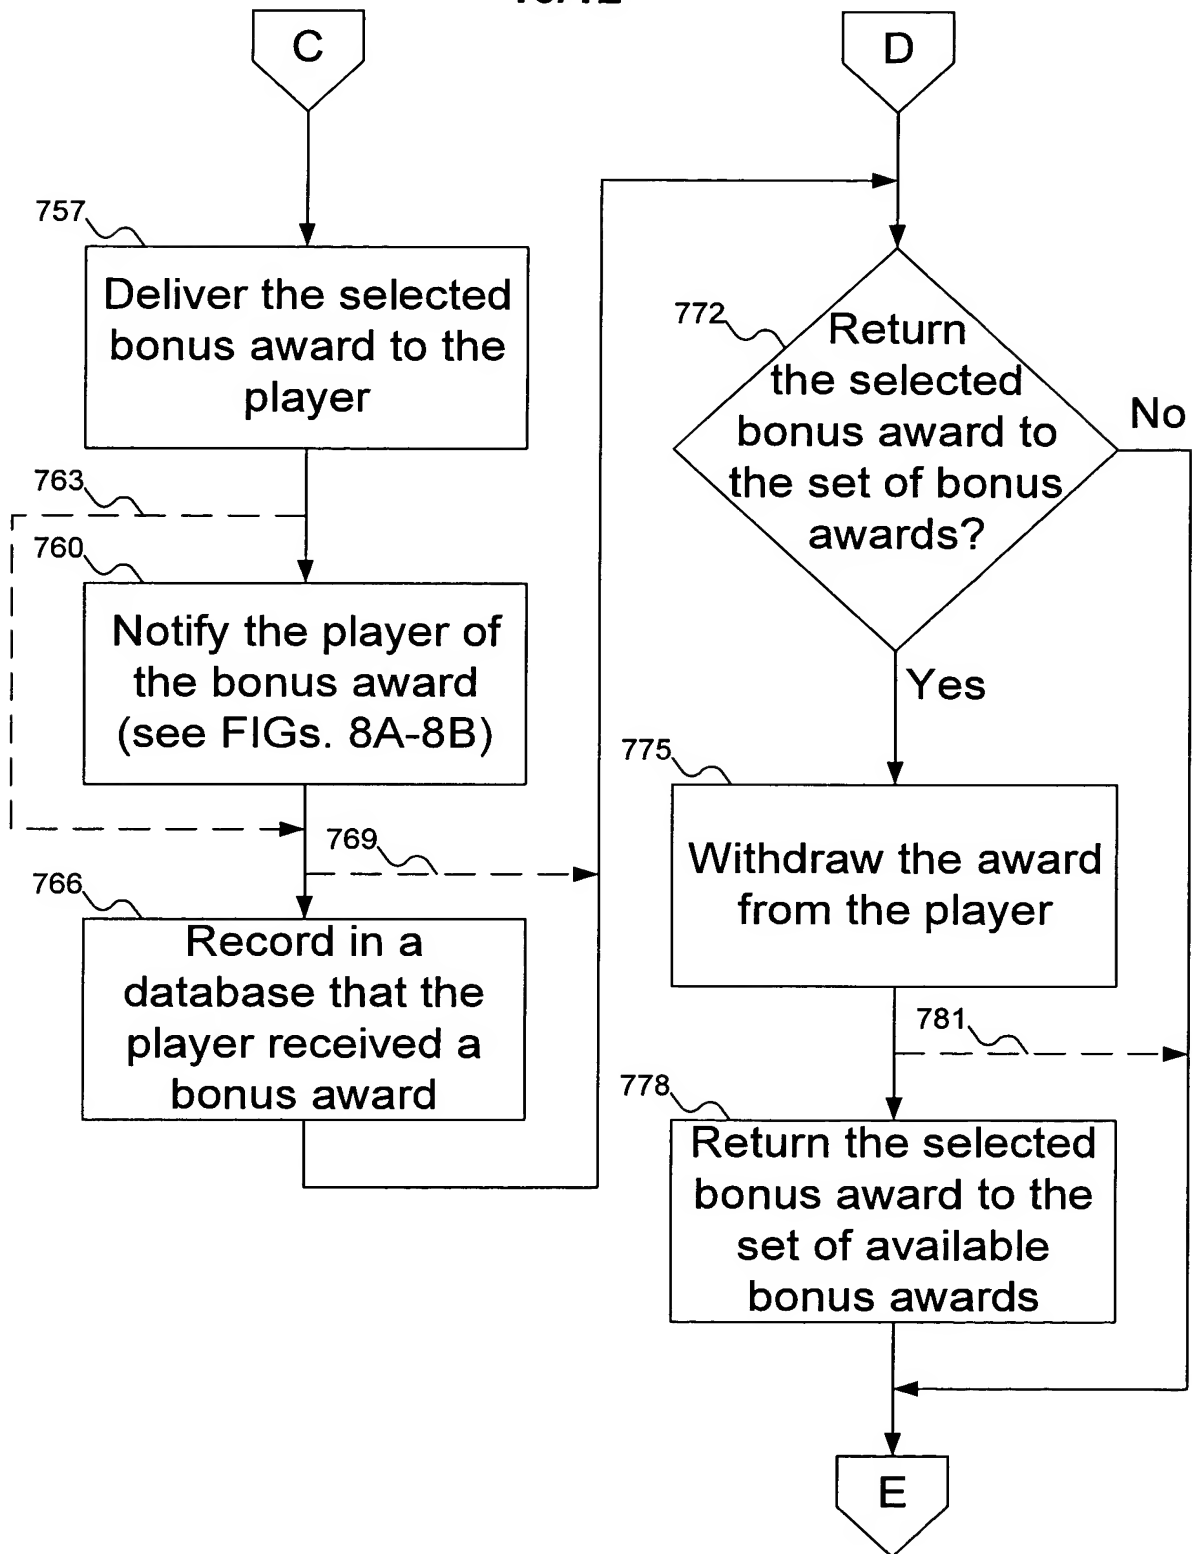 C
757
Deliver the selected
bonus award to the
player
763
760
Notify the player of
the bonus award
(see FIGs. 8A-8B)
769
766
Record in a
database that the
player received a
bonus award
D
772
Return
the selected
bonus award to
the set of bonus
awards?
No
Yes
775
Withdraw the award
from the player
781
778
Return the selected
bonus award to the
set of available
bonus awards
E